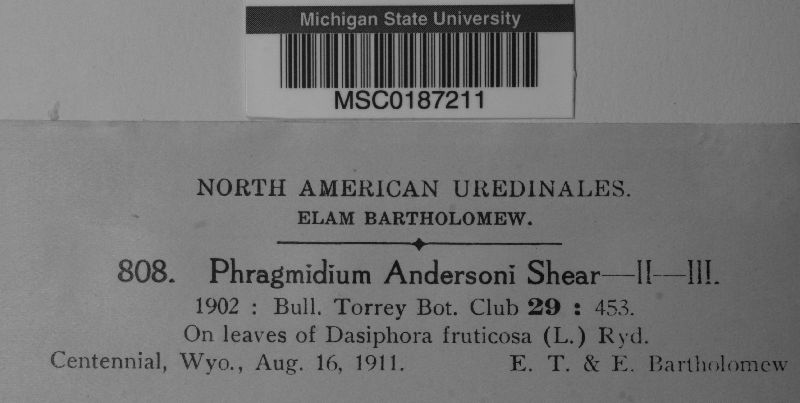 Michigan State University
MSC0187211
NORTH AMERICAN UREDINALES.
ELAM BARTHOLOMEW.
808. Phragmidium Andersoni Shear—II—III.
1902 : Bull. Torrey Bot. Club 29 : 453.
On leaves of Dasiphora fruticosa (L.) Ryd.
Centennial, Wyo., Aug. 16, 1911. E. T. & E. Bartholomew